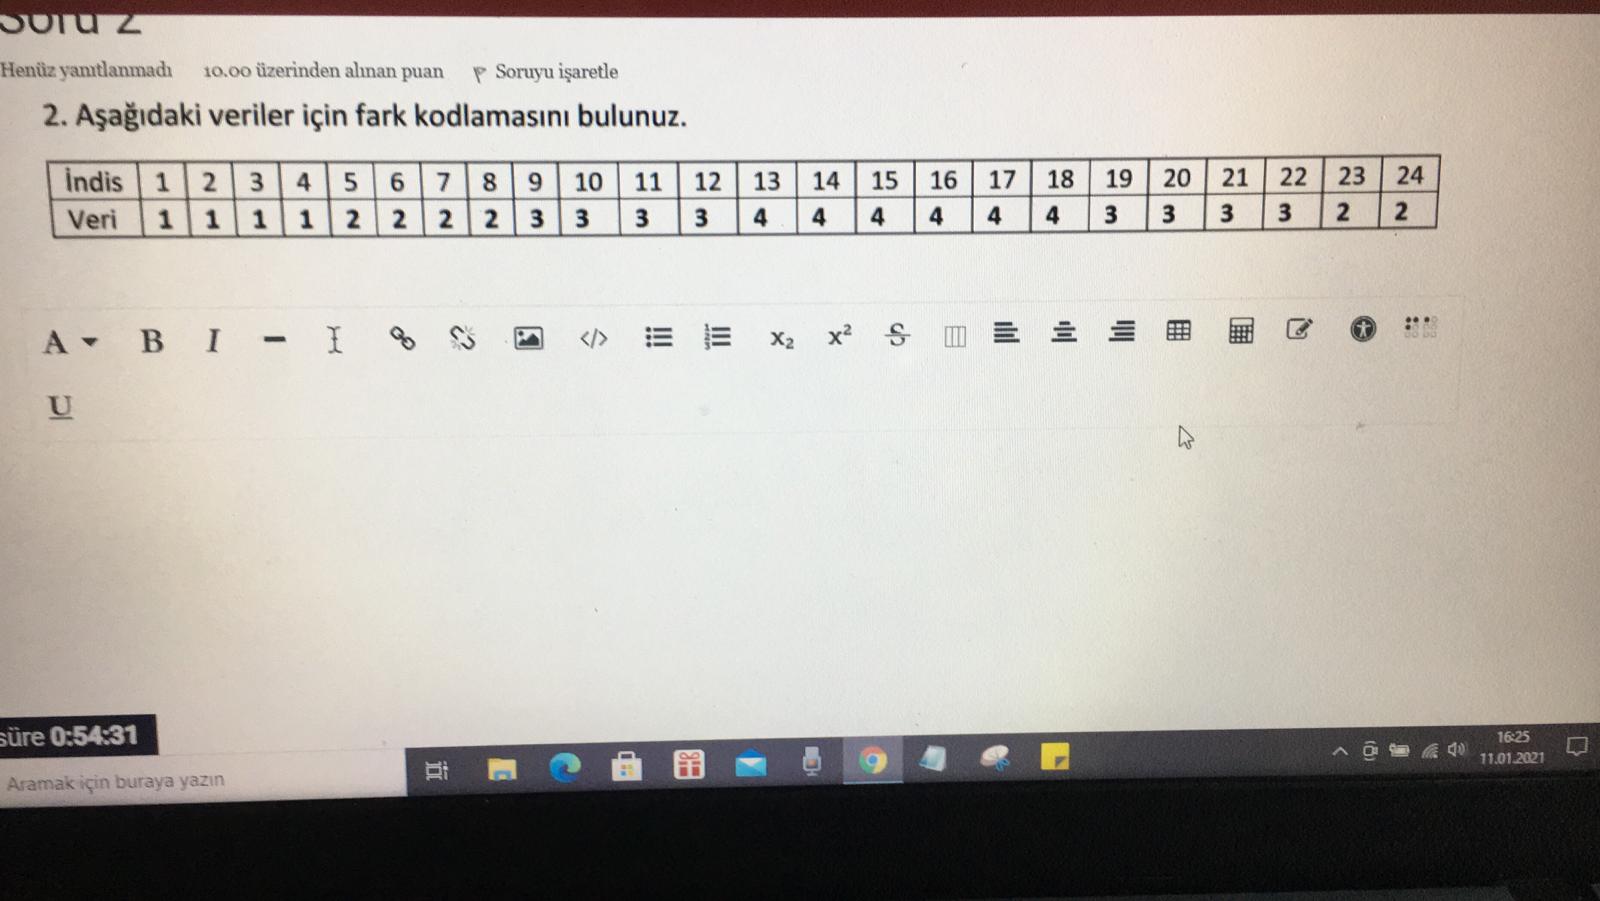 Soru 2
Henüz yanıtlanmadı 10.00 üzerinden alınan puan Soruyu işaretle
2. Aşağıdaki veriler için fark kodlamasını bulunuz.
İndis 1 2 3 4 5 6 7 8 9 10 11 12 13 14 15 16 17 18 19 20 21 22 23 24
Veri 1 1 1 1 2 2 2 2 3 3 3 3 4 4 4 4 4 4 3 3 3 3 2 2
A B I </> x₂ x² S
U
süre 0:54:31
16:25
Aramak için buraya yazın
11.01.2021